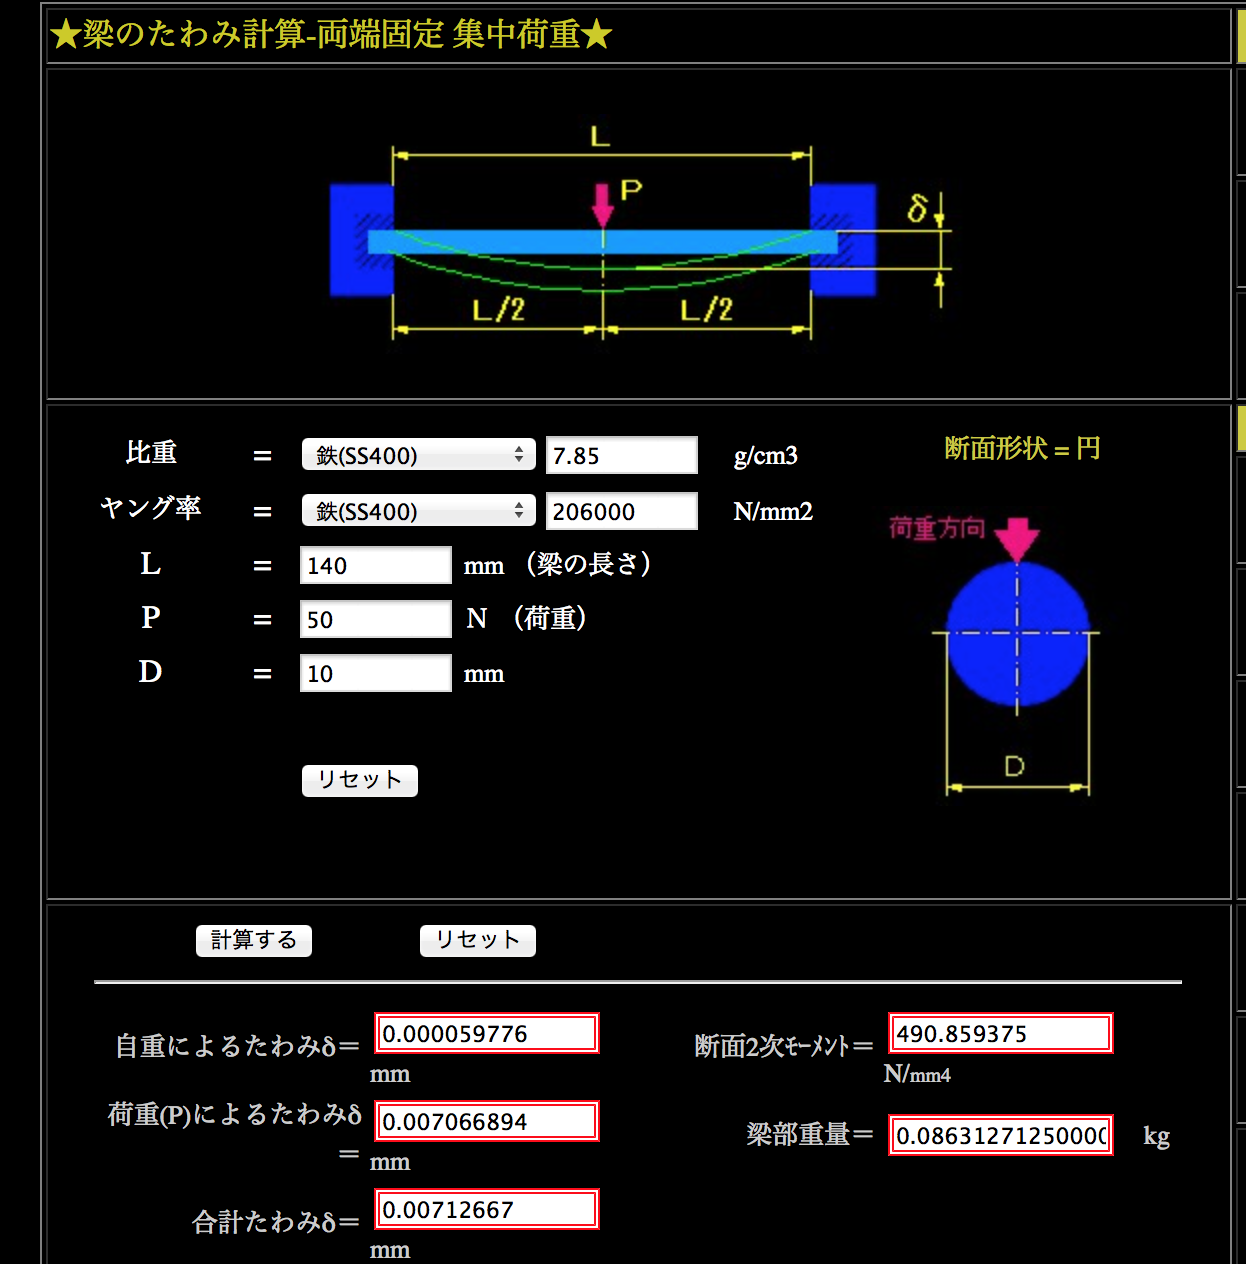 ★梁のたわみ計算-両端固定 集中荷重★
L
P
δ
L/2 L/2
比重 = 鉄(SS400) 7.85 g/cm3
断面形状 = 円
ヤング率 = 鉄(SS400) 206000 N/mm2
荷重方向
L = 140 mm （梁の長さ）
P = 50 N （荷重）
D = 10 mm
D
リセット
計算する リセット
自重によるたわみδ＝ 0.000059776
mm
断面2次ﾓｰﾒﾝﾄ＝ 490.859375
N/mm4
荷重(P)によるたわみδ
＝ 0.007066894
mm
梁部重量＝ 0.0863127125000 kg
合計たわみδ＝ 0.00712667
mm